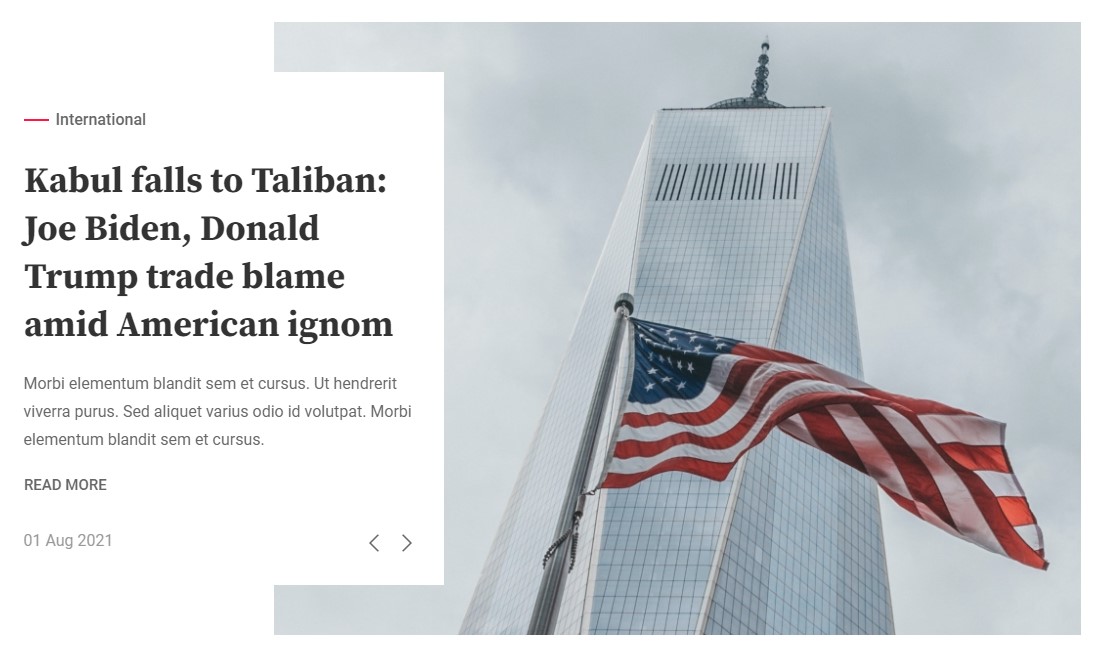 International
Kabul falls to Taliban:
Joe Biden, Donald
Trump trade blame
amid American ignom
Morbi elementum blandit sem et cursus. Ut hendrerit
viverra purus. Sed aliquet varius odio id volutpat. Morbi
elementum blandit sem et cursus.
READ MORE
01 Aug 2021